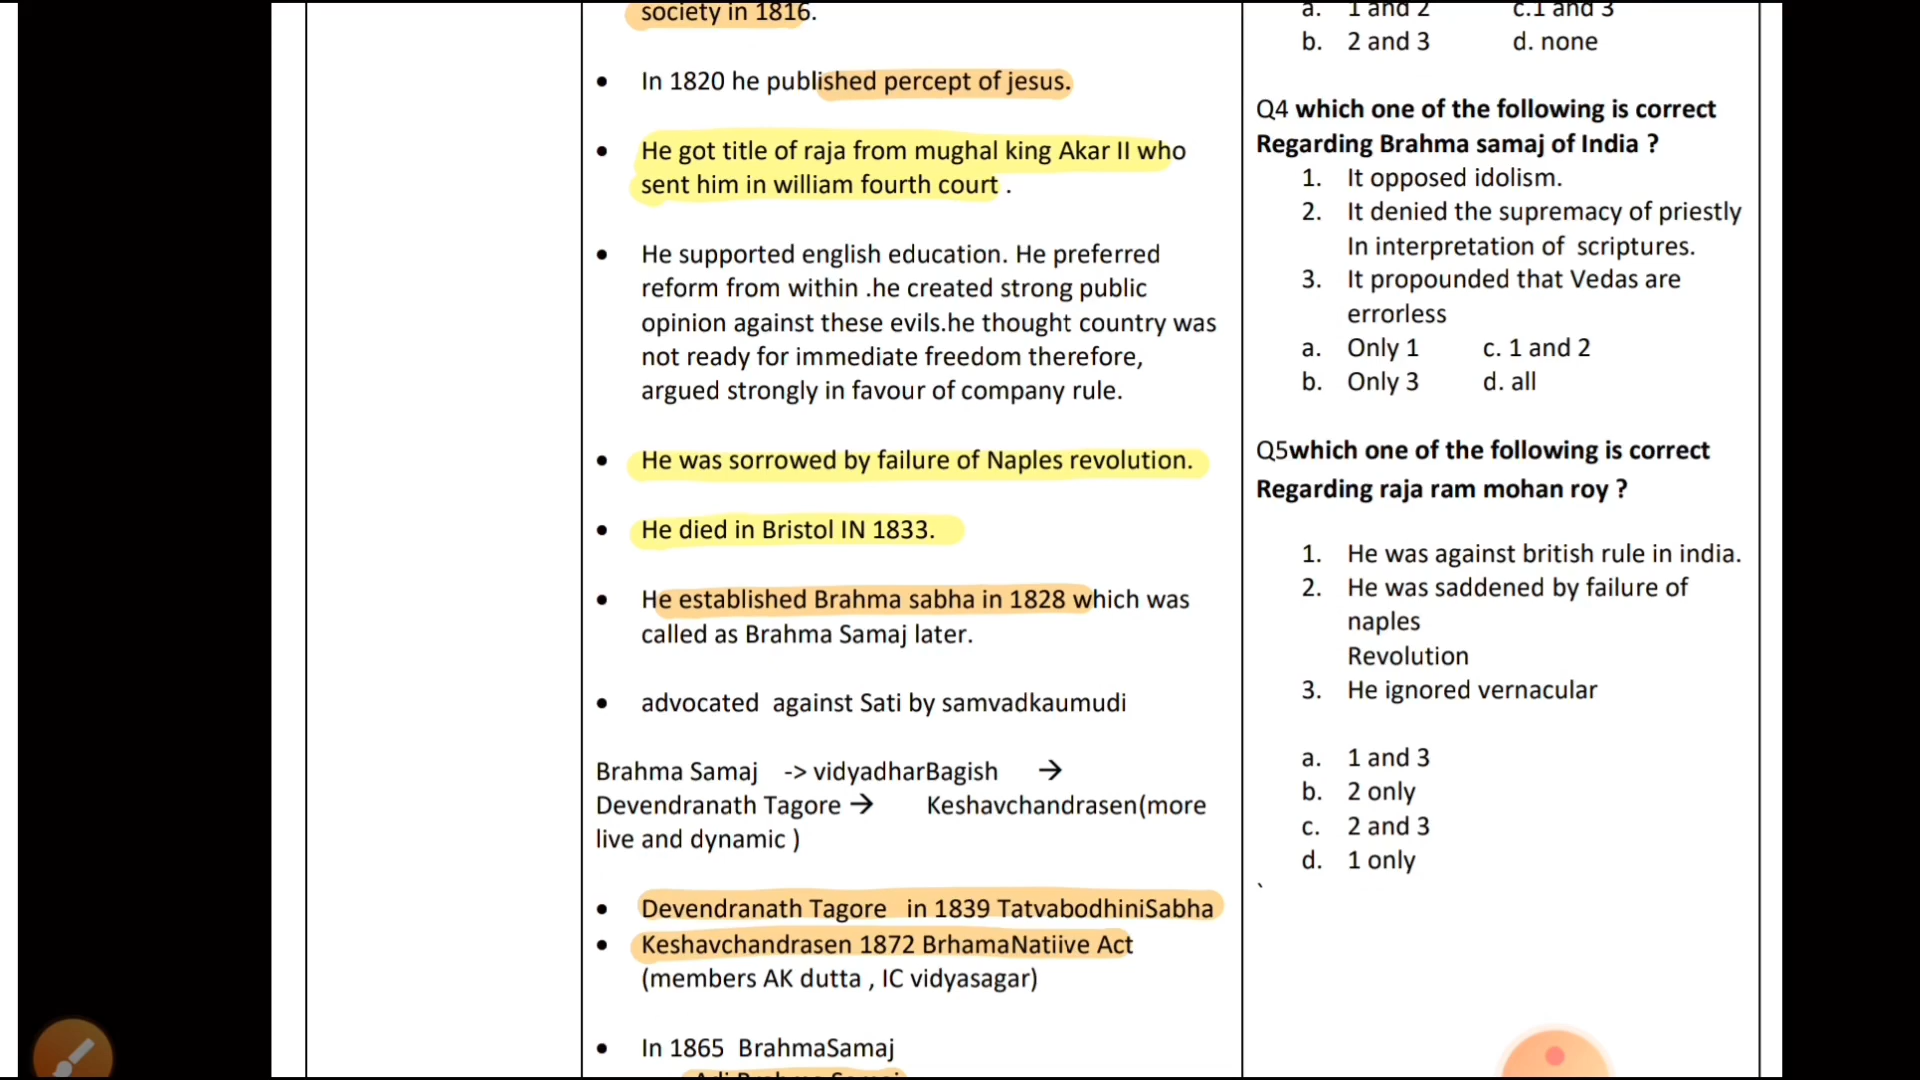 society in 1816.
• In 1820 he published percept of jesus.
• He got title of raja from mughal king Akar II who
sent him in william fourth court .
• He supported english education. He preferred
reform from within .he created strong public
opinion against these evils.he thought country was
not ready for immediate freedom therefore,
argued strongly in favour of company rule.
• He was sorrowed by failure of Naples revolution.
• He died in Bristol IN 1833.
• He established Brahma sabha in 1828 which was
called as Brahma Samaj later.
• advocated against Sati by samvadkaumudi
Brahma Samaj -> vidyadharBagish →
Devendranath Tagore → Keshavchandrasen(more
live and dynamic )
• Devendranath Tagore in 1839 TatvabodhiniSabha
• Keshavchandrasen 1872 BrhamaNatiive Act
(members AK dutta , IC vidyasagar)
• In 1865 BrahmaSamaj
Adi Brahma Samaj
a. 1 and 2 c.1 and 3
b. 2 and 3 d. none
Q4 which one of the following is correct
Regarding Brahma samaj of India ?
1. It opposed idolism.
2. It denied the supremacy of priestly
In interpretation of scriptures.
3. It propounded that Vedas are
errorless
a. Only 1 c. 1 and 2
b. Only 3 d. all
Q5which one of the following is correct
Regarding raja ram mohan roy ?
1. He was against british rule in india.
2. He was saddened by failure of
naples
Revolution
3. He ignored vernacular
a. 1 and 3
b. 2 only
c. 2 and 3
d. 1 only
`